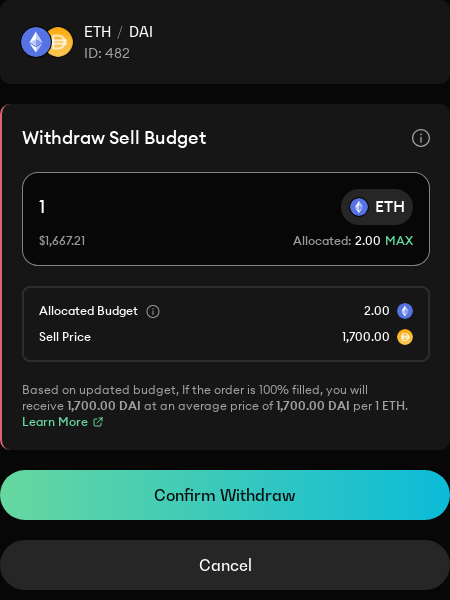 ETH / DAI
ID: 482
Withdraw Sell Budget
1
ETH
$1,667.21
Allocated: 2.00 MAX
Allocated Budget
2.00
Sell Price
1,700.00
Based on updated budget, If the order is 100% filled, you will
receive 1,700.00 DAI at an average price of 1,700.00 DAI per 1 ETH.
Learn More
Confirm Withdraw
Cancel